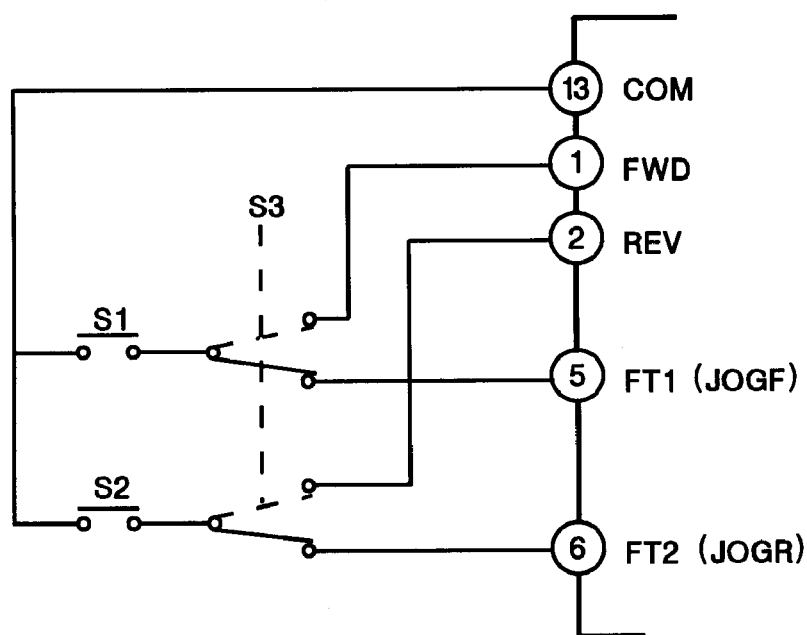 13 COM
1 FWD
S3
2 REV
S1
5 FT1 (JOGF)
S2
6 FT2 (JOGR)